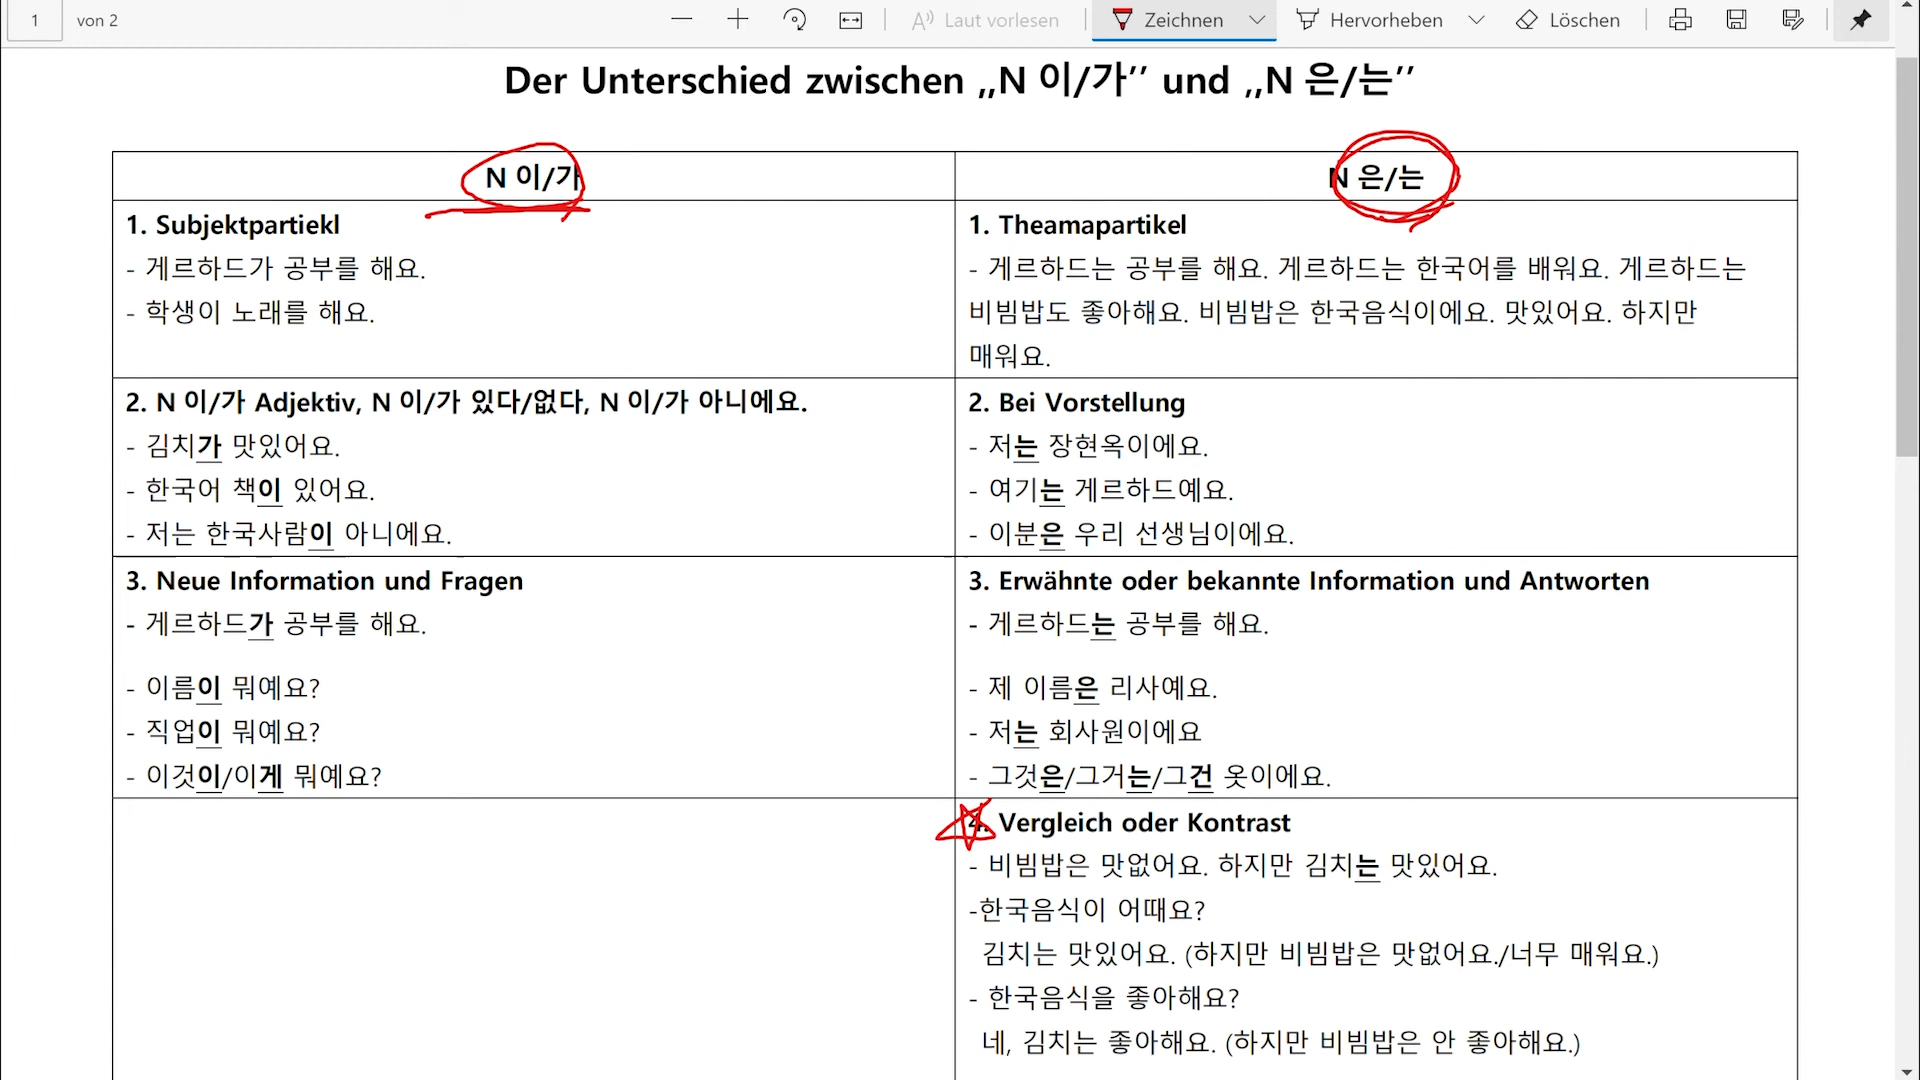 1 von 2 Laut vorlesen Zeichnen Hervorheben Löschen
Der Unterschied zwischen ,,N 이/가’’ und ,,N 은/는’’
N 이/가
N 은/는
1. Subjektpartiekl
- 게르하드가 공부를 해요.
- 학생이 노래를 해요.
1. Theamapartikel
- 게르하드는 공부를 해요. 게르하드는 한국어를 배워요. 게르하드는
비빔밥도 좋아해요. 비빔밥은 한국음식이에요. 맛있어요. 하지만
매워요.
2. N 이/가 Adjektiv, N 이/가 있다/없다, N 이/가 아니에요.
- 김치가 맛있어요.
- 한국어 책이 있어요.
- 저는 한국사람이 아니에요.
2. Bei Vorstellung
- 저는 장현옥이에요.
- 여기는 게르하드예요.
- 이분은 우리 선생님이에요.
3. Neue Information und Fragen
- 게르하드가 공부를 해요.
- 이름이 뭐예요?
- 직업이 뭐예요?
- 이것이/이게 뭐예요?
3. Erwähnte oder bekannte Information und Antworten
- 게르하드는 공부를 해요.
- 제 이름은 리사예요.
- 저는 회사원이에요
- 그것은/그거는/그건 옷이에요.
4. Vergleich oder Kontrast
- 비빔밥은 맛없어요. 하지만 김치는 맛있어요.
-한국음식이 어때요?
김치는 맛있어요. (하지만 비빔밥은 맛없어요./너무 매워요.)
- 한국음식을 좋아해요?
네, 김치는 좋아해요. (하지만 비빔밥은 안 좋아해요.)